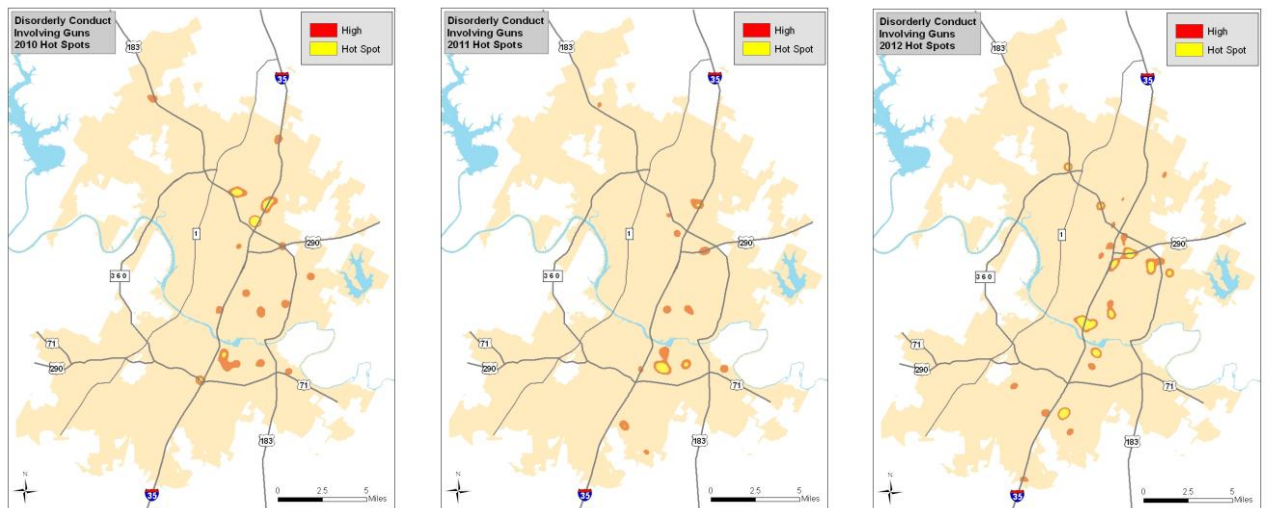 Disorderly Conduct
Involving Guns
2010 Hot Spots
High
Hot Spot
183
35
1
290
360
71
290
71
183
35
N
0 2.5 5
Miles
Disorderly Conduct
Involving Guns
2011 Hot Spots
High
Hot Spot
183
35
1
290
360
71
290
71
183
35
N
0 2.5 5
Miles
Disorderly Conduct
Involving Guns
2012 Hot Spots
High
Hot Spot
183
35
1
290
360
71
290
71
183
35
N
0 2.5 5
Miles